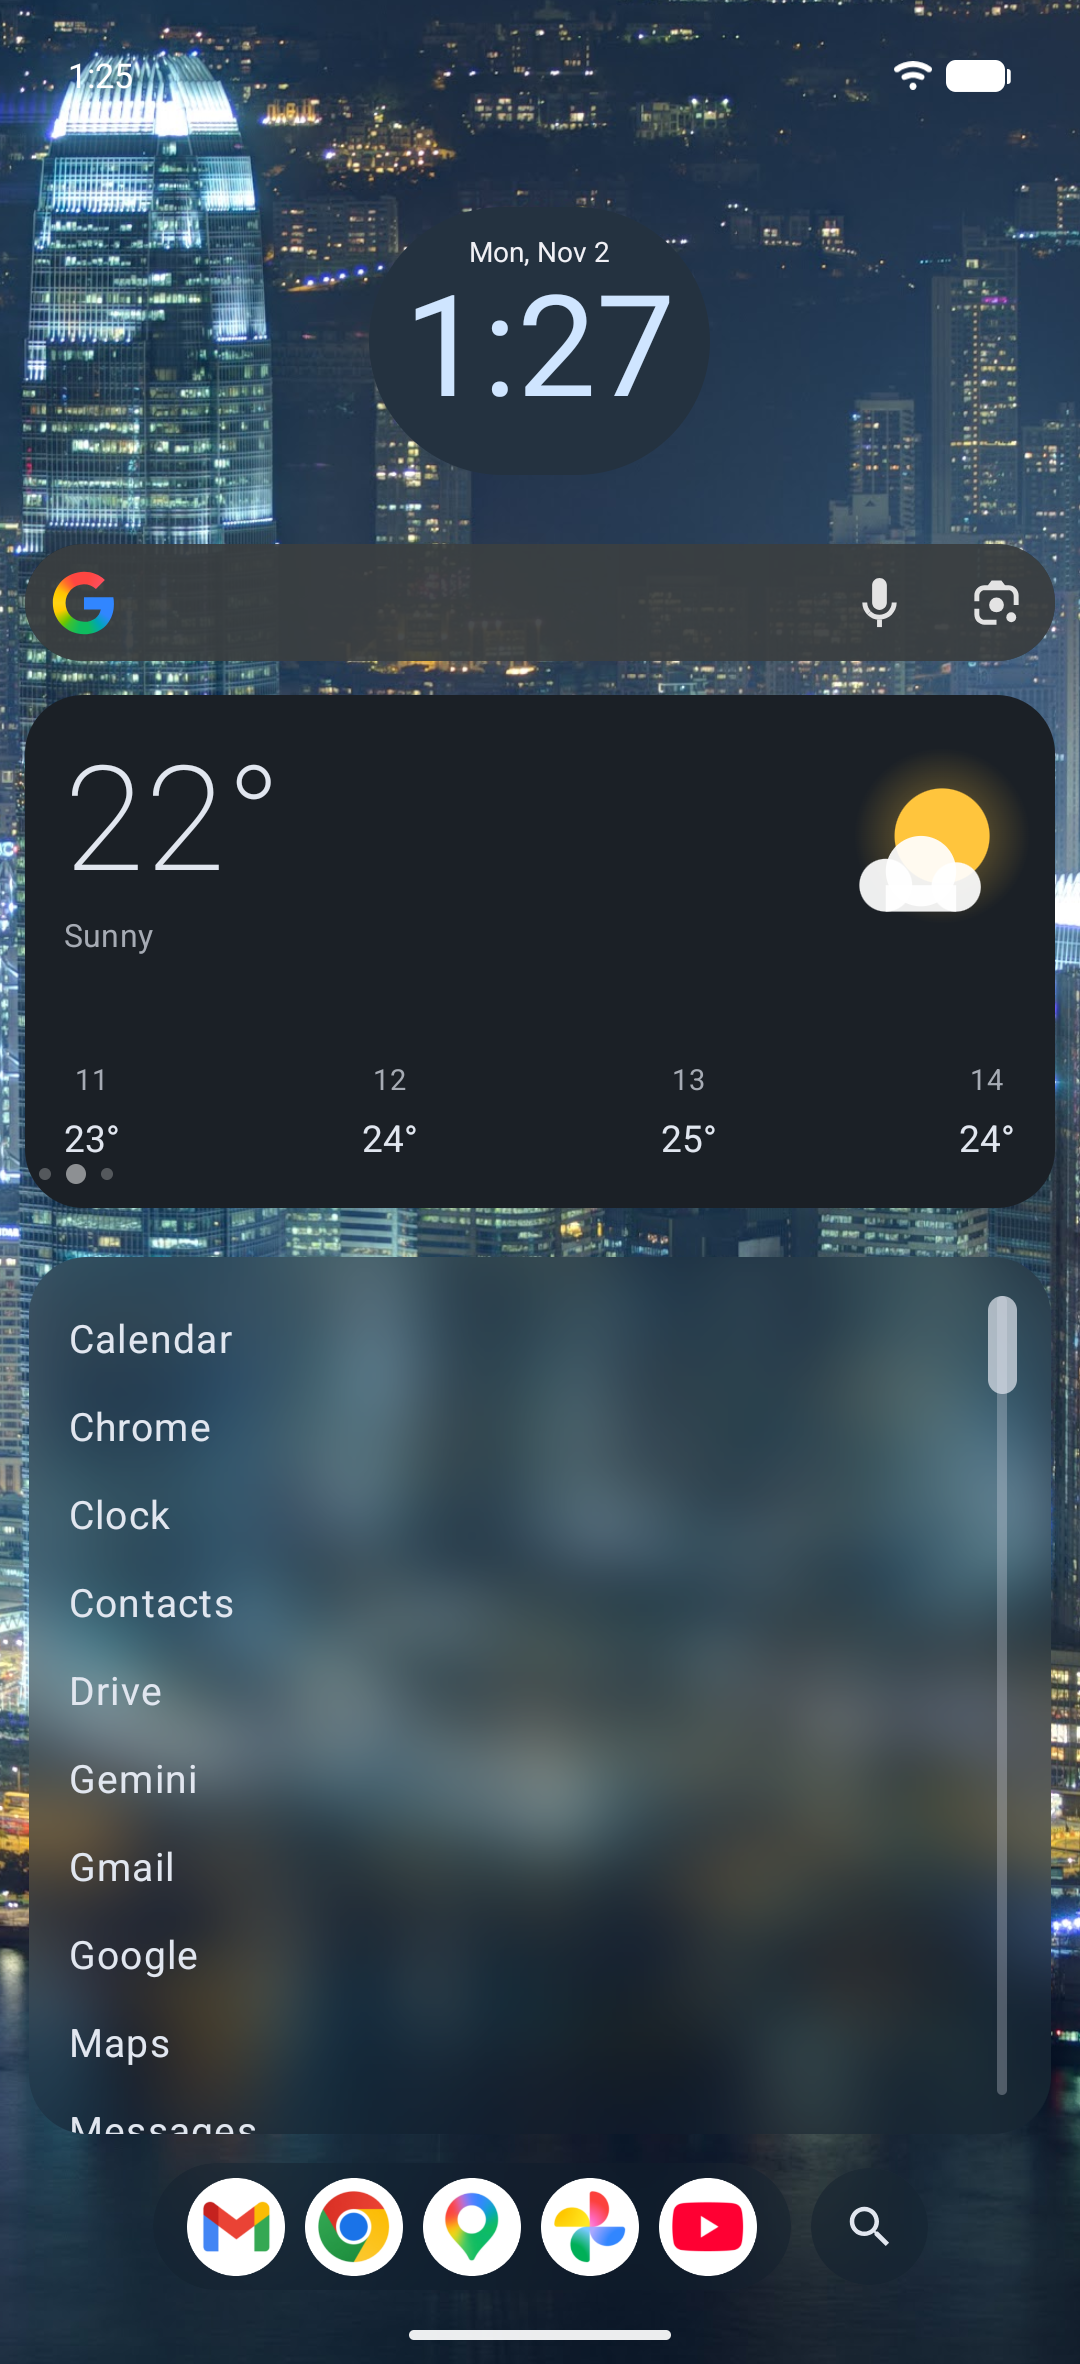 1:25
Mon, Nov 2
1:27
22°
Sunny
11 12 13 14
23° 24° 25° 24°
Calendar
Chrome
Clock
Contacts
Drive
Gemini
Gmail
Google
Maps
Messages